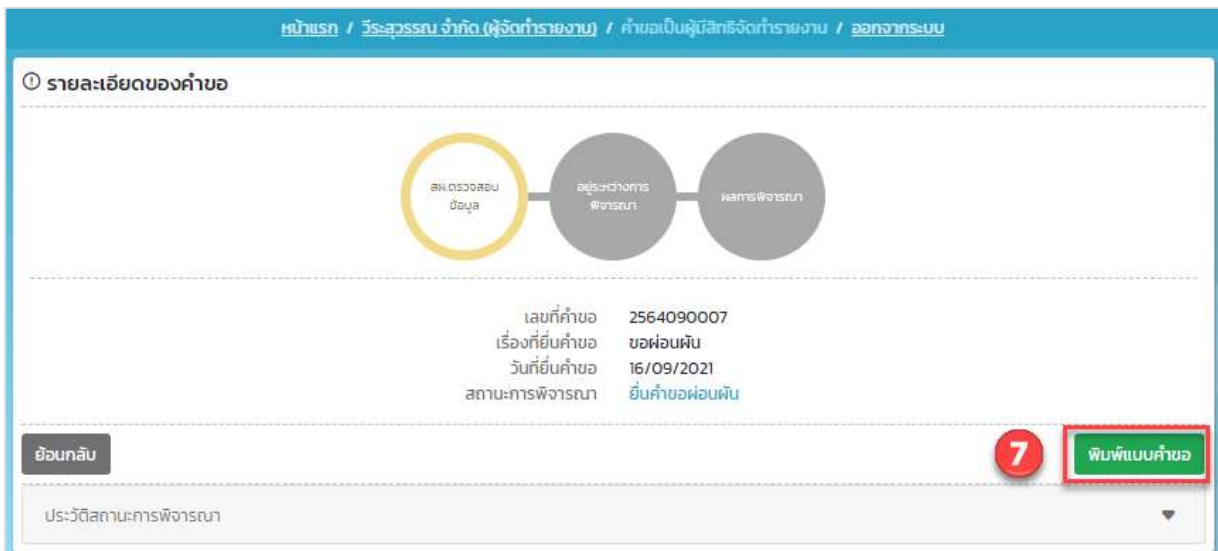 หน้าแรก / วีระสุวรรณ จำกัด (ผู้จัดทำรายงาน) / คำขอเป็นผู้มีสิทธิจัดทำรายงาน / ออกจากระบบ
รายละเอียดของคำขอ
สผ.ตรวจสอบ
ข้อมูล
อยู่ระหว่างการ
พิจารณา
ผลการพิจารณา
เลขที่คำขอ 2564090007
เรื่องที่ยื่นคำขอ ขอผ่อนผัน
วันที่ยื่นคำขอ 16/09/2021
สถานะการพิจารณา ยื่นคำขอผ่อนผัน
ย้อนกลับ 7 พิมพ์แบบคำขอ
ประวัติสถานะการพิจารณา